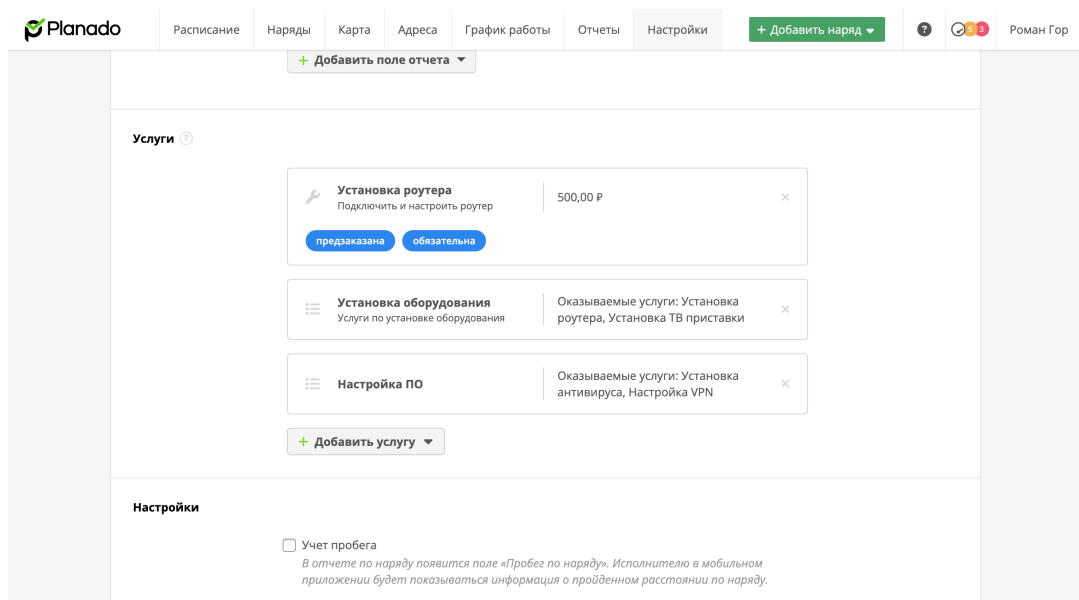 Planado
Расписание
Наряды
Карта
Адреса
График работы
Отчеты
Настройки
+ Добавить наряд
?
5
3
Роман Гор
+ Добавить поле отчета
Услуги ?
Установка роутера
Подключить и настроить роутер
500,00 ₽
×
предзаказана
обязательна
Установка оборудования
Услуги по установке оборудования
Оказываемые услуги: Установка
роутера, Установка ТВ приставки
×
Настройка ПО
Оказываемые услуги: Установка
антивируса, Настройка VPN
×
+ Добавить услугу
Настройки
Учет пробега
В отчете по наряду появится поле «Пробег по наряду». Исполнителю в мобильном
приложении будет показываться информация о пройденном расстоянии по наряду.